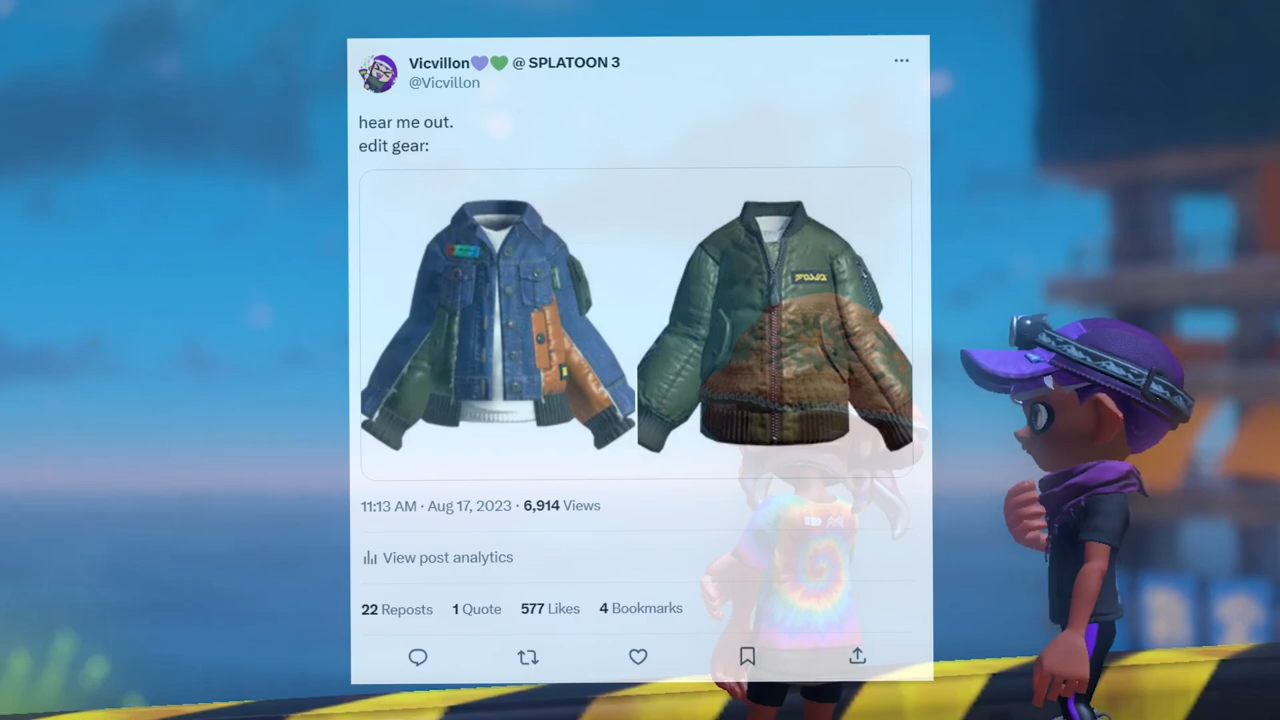 Vicvillon💜💚 @ SPLATOON 3
@Vicvillon
hear me out.
edit gear:
11:13 AM · Aug 17, 2023 · 6,914 Views
View post analytics
22 Reposts 1 Quote 577 Likes 4 Bookmarks